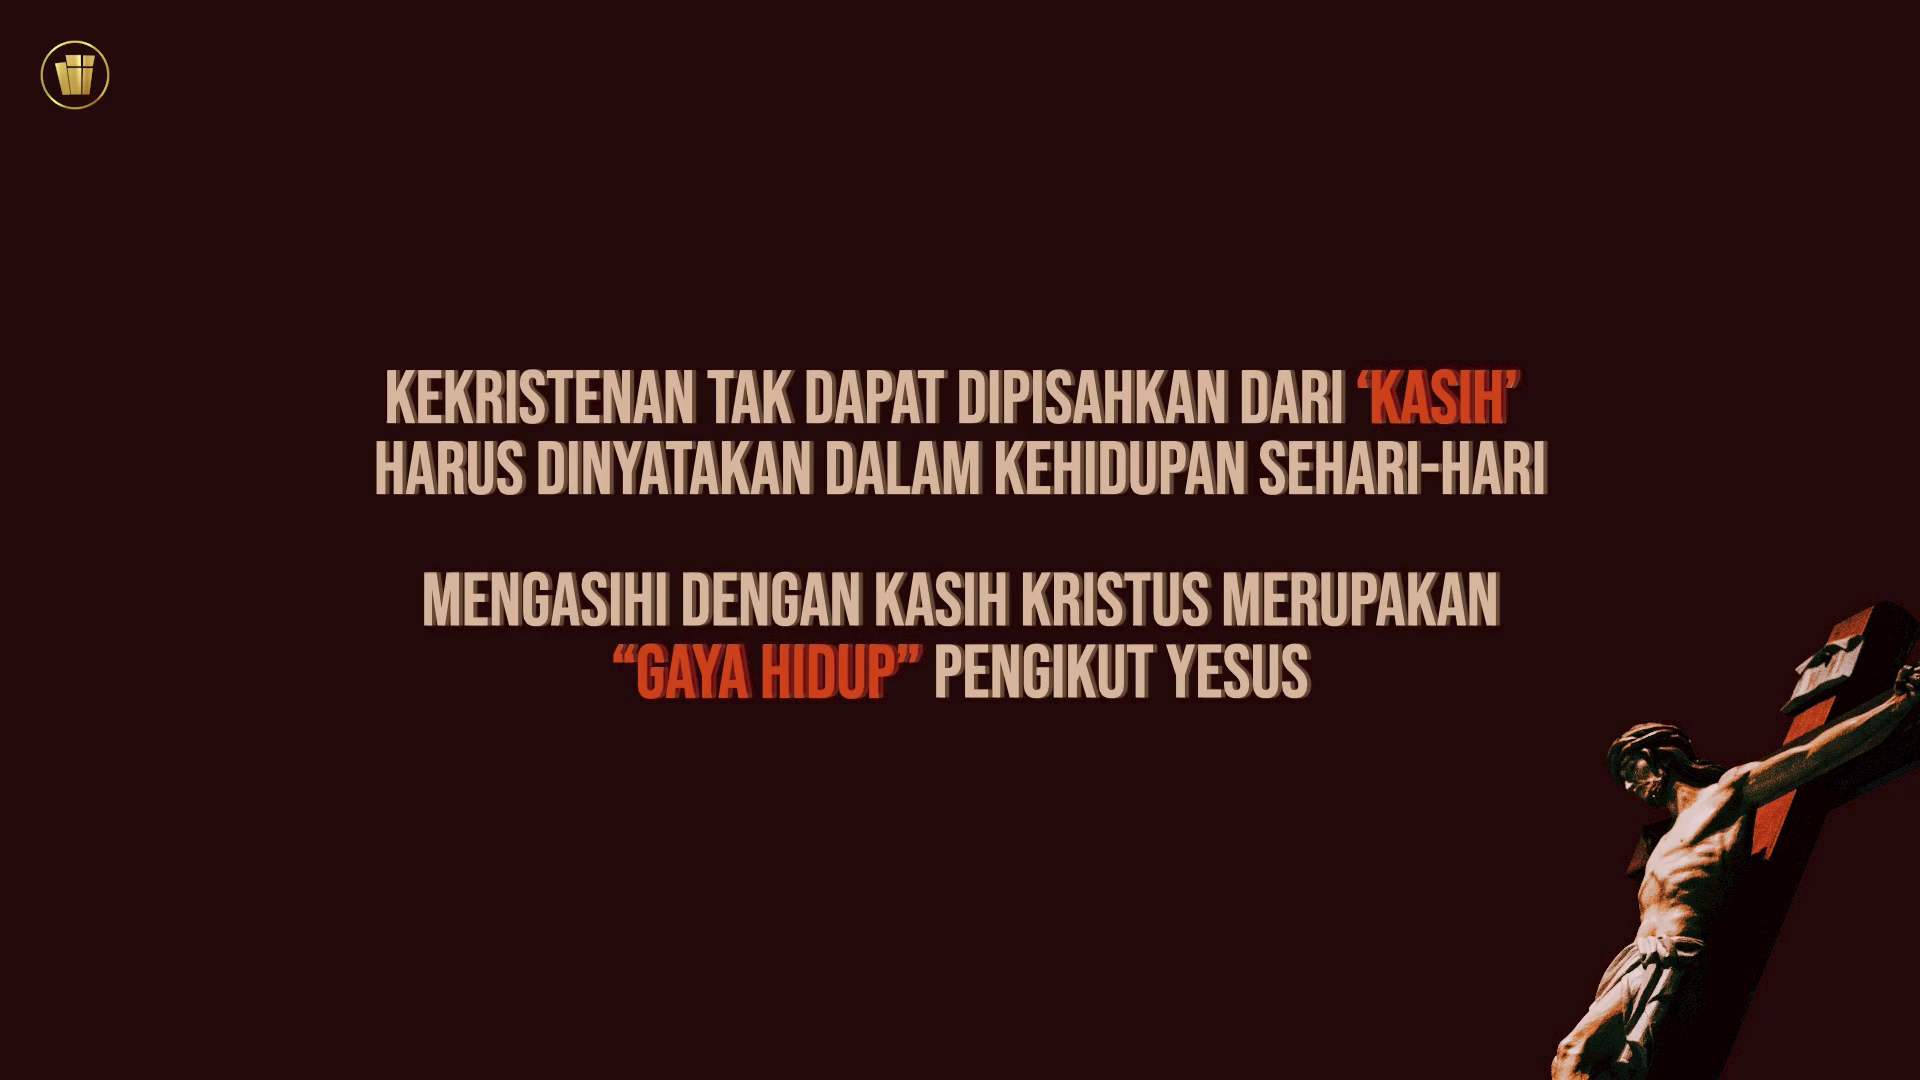 KEKRISTENAN TAK DAPAT DIPISAHKAN DARI ‘KASIH’
HARUS DINYATAKAN DALAM KEHIDUPAN SEHARI-HARI
MENGASIHI DENGAN KASIH KRISTUS MERUPAKAN
“GAYA HIDUP” PENGIKUT YESUS